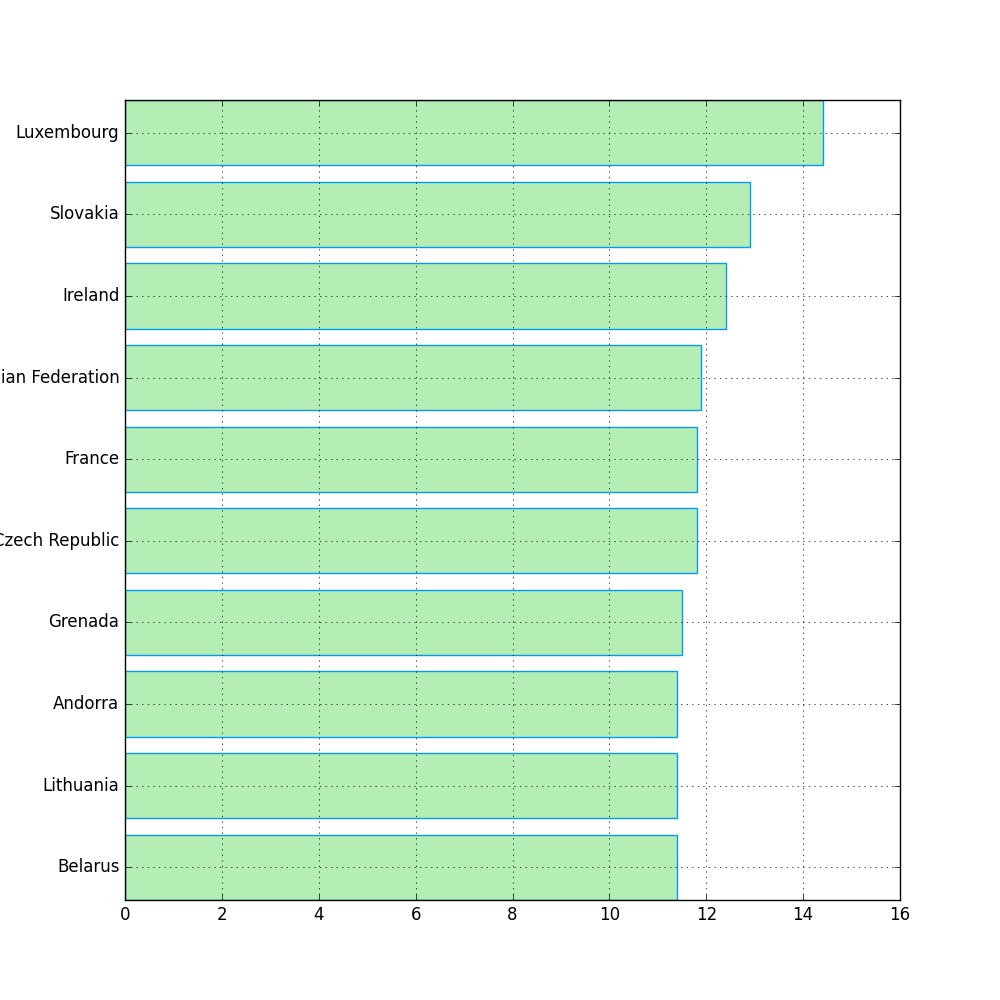 Luxembourg
Slovakia
Ireland
ian Federation
France
Czech Republic
Grenada
Andorra
Lithuania
Belarus
0 2 4 6 8 10 12 14 16